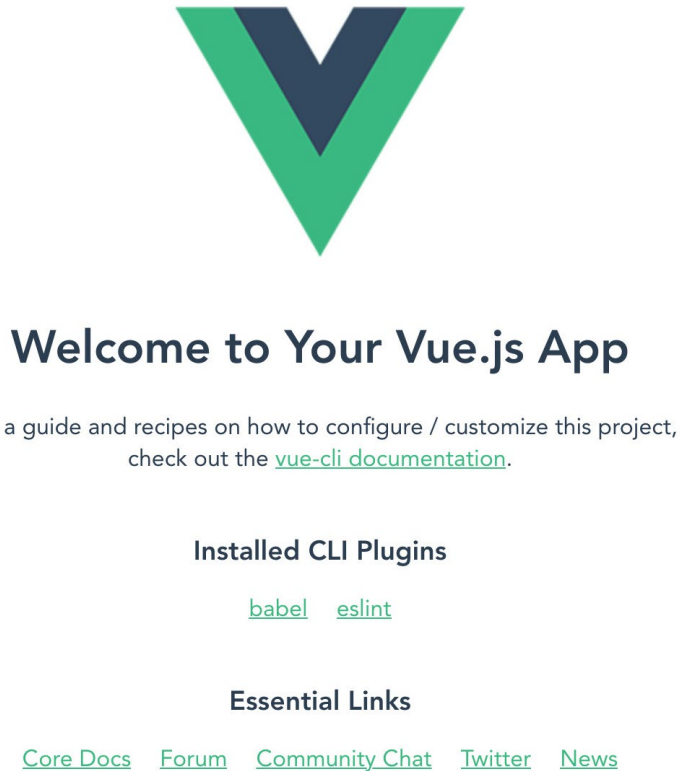 Welcome to Your Vue.js App
a guide and recipes on how to configure / customize this project,
check out the vue-cli documentation.
Installed CLI Plugins
babel eslint
Essential Links
Core Docs Forum Community Chat Twitter News